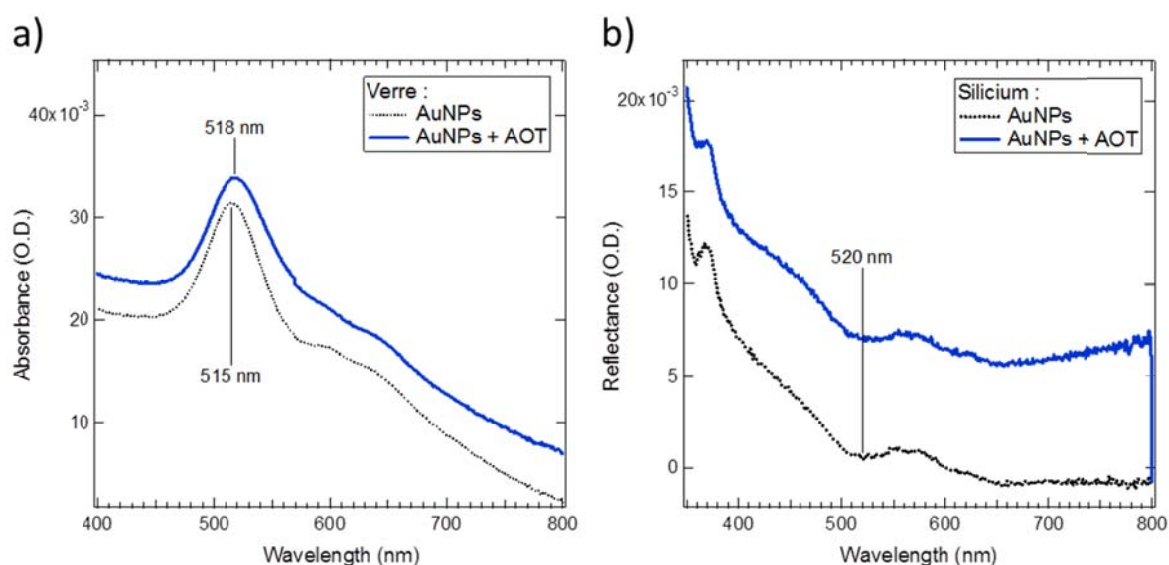 a)
Verre :
AuNPs
AuNPs + AOT
518 nm
515 nm
40x10⁻³
30
20
10
Absorbance (O.D.)
400
500
600
700
800
Wavelength (nm)
b)
Silicium :
AuNPs
AuNPs + AOT
520 nm
20x10⁻³
15
10
5
0
Reflectance (O.D.)
400
500
600
700
800
Wavelength (nm)